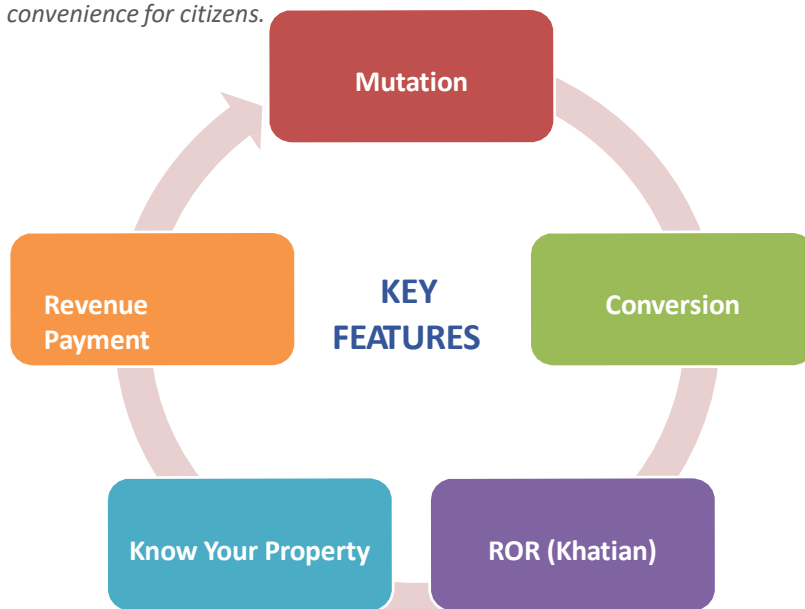 convenience for citizens.
Mutation
KEY
FEATURES
Conversion
Revenue
Payment
Know Your Property
ROR (Khatian)